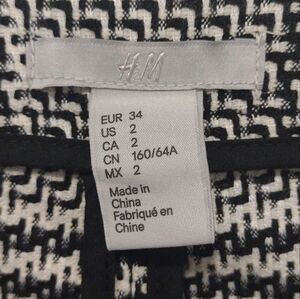 H&M
EUR 34
US 2
CA 2
CN 160/64A
MX 2
Made in
China
Fabriqué en
Chine